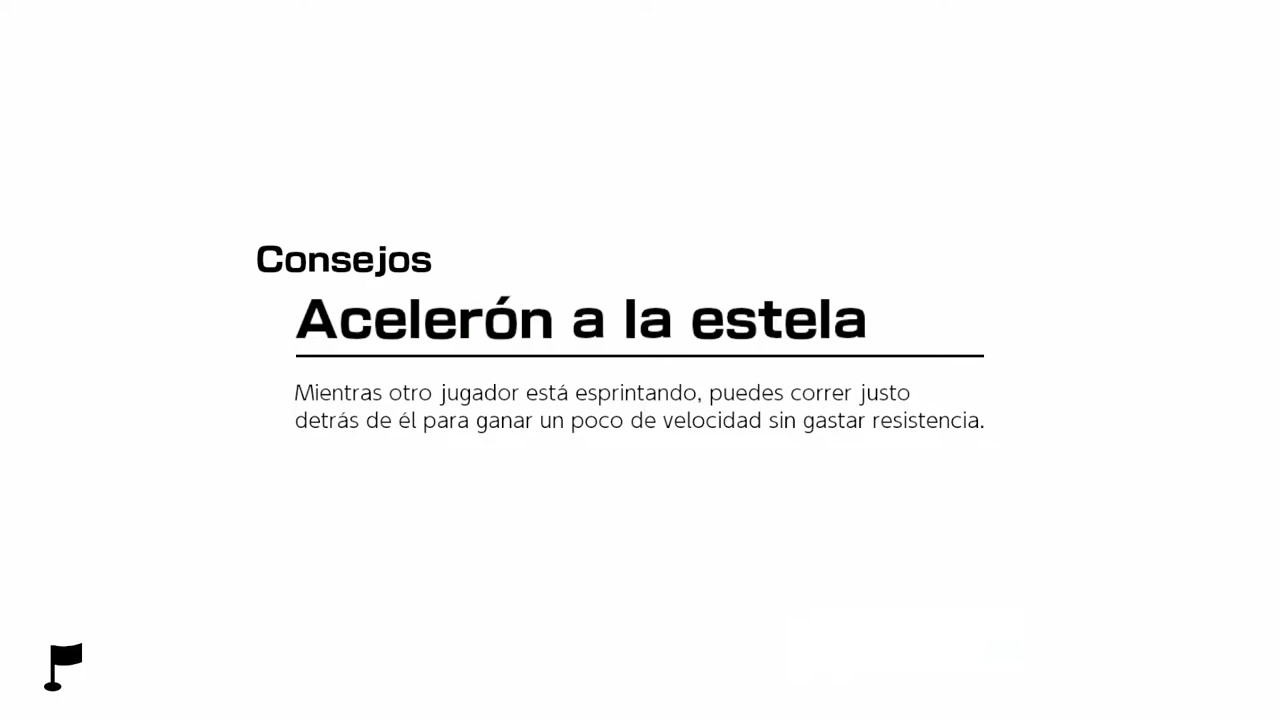 Consejos
Acelerón a la estela
Mientras otro jugador está esprintando, puedes correr justo
detrás de él para ganar un poco de velocidad sin gastar resistencia.